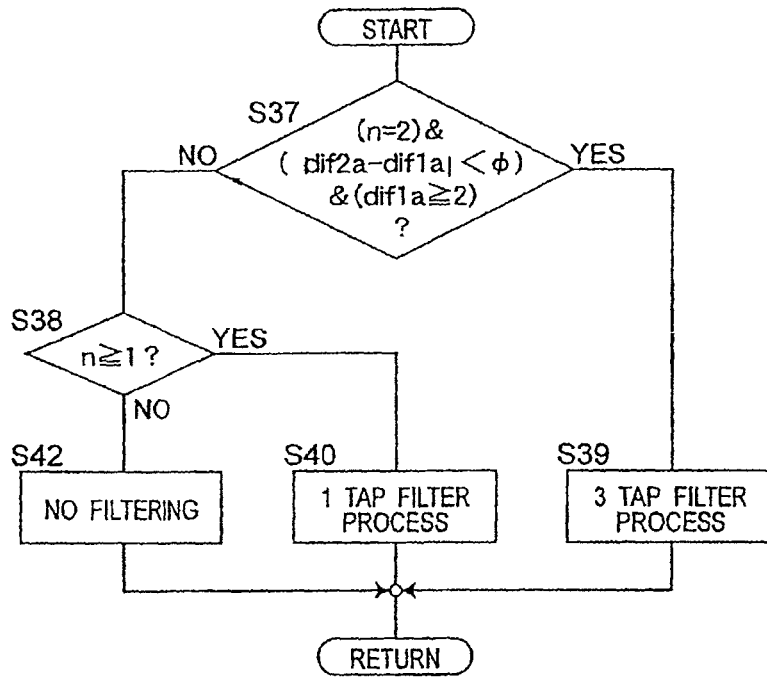 START
S37
(n=2)&
( |dif2a-dif1a| <φ)
&(dif1a≧2)
?
NO
YES
S38
n≧1?
YES
NO
S42
NO FILTERING
S40
1 TAP FILTER
PROCESS
S39
3 TAP FILTER
PROCESS
RETURN